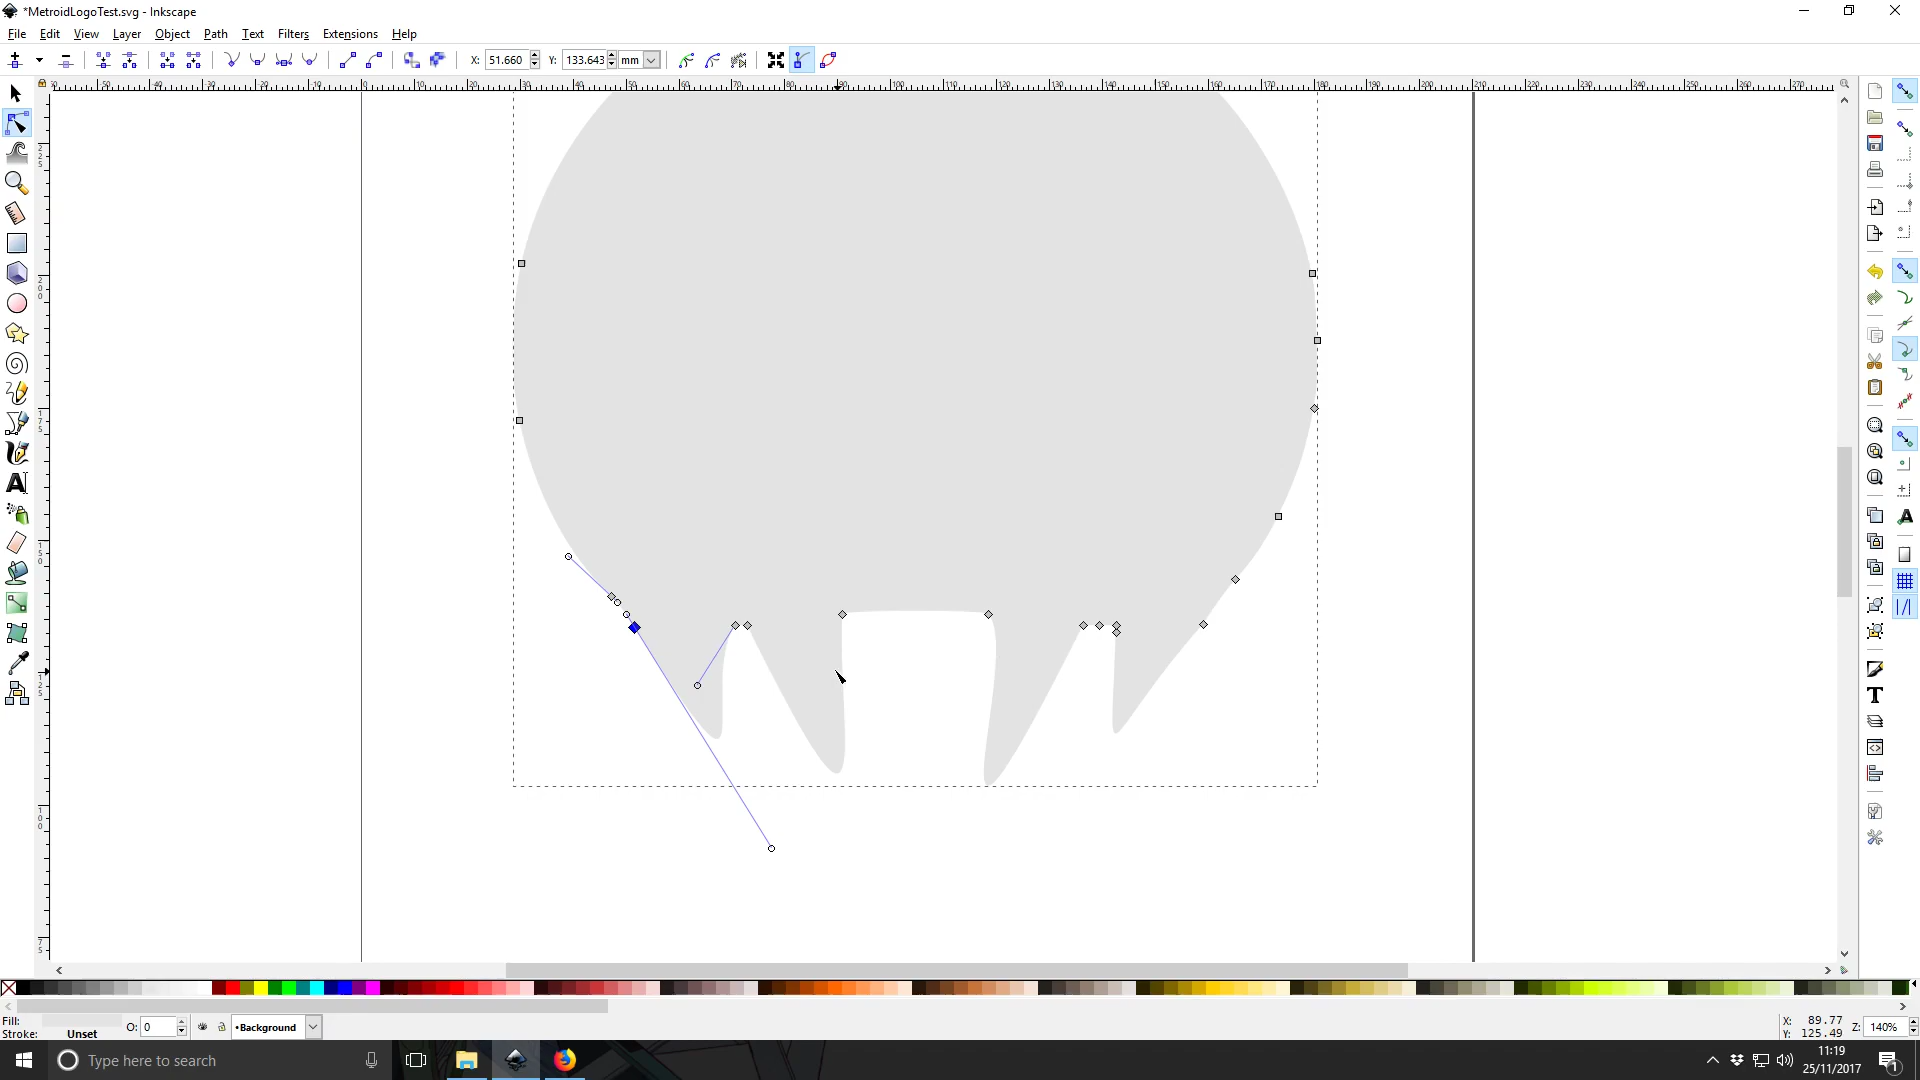 *MetroidLogoTest.svg - Inkscape
File Edit View Layer Object Path Text Filters Extensions Help
X: 51.660 Y: 133.643 mm
Fill:
Stroke: Unset O: 0 •Background
X: 89.77
Y: 125.49 Z: 140%
Type here to search
11:19
25/11/2017
1